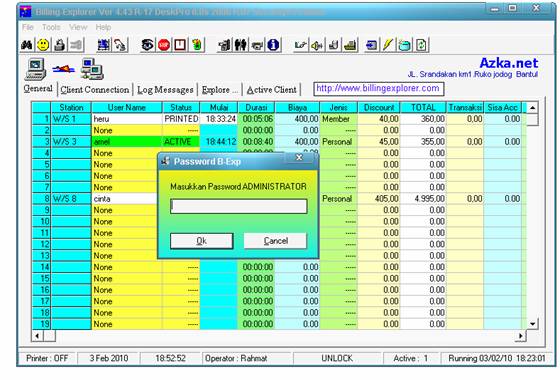 Billing Explorer Ver 4.43 R-17 DeskPro 6.0s 2006 F
File Tools View Help
Azka.net
JL. Srandakan km1.Ruko jodog Bantul
General Client Connection Log Messages Explore ... Active Client http://www.billingexplorer.com
Station User Name Status Mulai Durasi Biaya Jenis Discount TOTAL Transaksi Sisa Acc
1 W/S 1 heru PRINTED 18:33:24 00:05:06 400,00 Member 40,00 360,00 0,00 0.00
2 None ----- 00:00:00 0.00 ---- 0.00 0.00
3 W/S 3 amel ACTIVE 18:44:12 00:08:40 400,00 Personal 45,00 355,00 0,00 0.00
4 None ----- 00:00:00 0.00 ---- 0.00 0.00
5 None ---- 0.00 0.00
6 None ---- 0.00 0.00
7 None ---- 0.00 0.00
8 W/S 8 cinta Personal 405,00 4.995,00 0,00 0.00
9 None ---- 0.00 0.00
10 None ---- 0.00 0.00
11 None ---- 0.00 0.00
12 None ---- 0.00 0.00
13 None ---- 0.00 0.00
14 None ----- 00:00:00 0.00 ---- 0.00 0.00
15 None ----- 00:00:00 0.00 ---- 0.00 0.00
16 None ----- 00:00:00 0.00 ---- 0.00 0.00
17 None ----- 00:00:00 0.00 ---- 0.00 0.00
18 None ----- 00:00:00 0.00 ---- 0.00 0.00
19 None ----- 00:00:00 0.00 ---- 0.00 0.00
Password B-Exp
Masukkan Password ADMINISTRATOR
Ok Cancel
Printer : OFF 3 Feb 2010 18:52:52 Operator : Rahmat UNLOCK Active : 1 Running 03/02/10 18:23:01